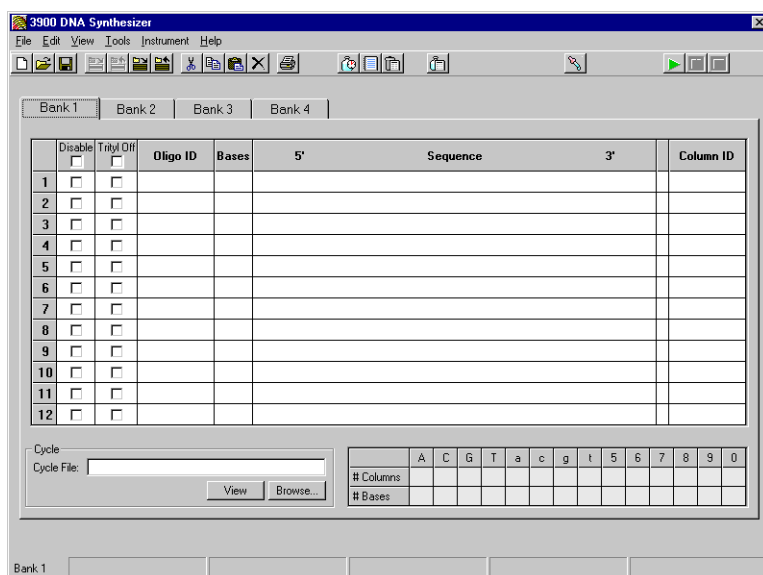 3900 DNA Synthesizer
File Edit View Tools Instrument Help
Bank 1 Bank 2 Bank 3 Bank 4
Disable Trityl Off Oligo ID Bases 5' Sequence 3' Column ID
1
2
3
4
5
6
7
8
9
10
11
12
Cycle
Cycle File:
View Browse...
A C G T a c g t 5 6 7 8 9 0
# Columns
# Bases
Bank 1